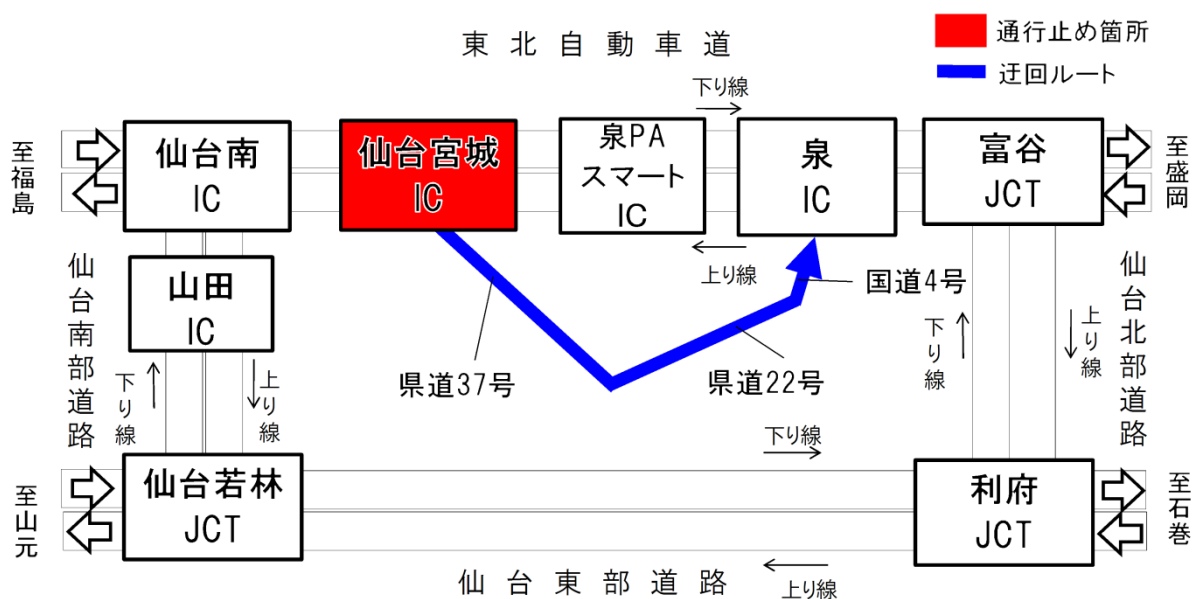 東北自動車道
通行止め箇所
迂回ルート
下り線
至福島
仙台南
IC
仙台宮城
IC
泉PA
スマート
IC
泉
IC
富谷
JCT
至盛岡
上り線
国道4号
仙台南部道路
山田
IC
下り線
上り線
県道37号
県道22号
下り線
上り線
仙台北部道路
下り線
至山元
仙台若林
JCT
利府
JCT
至石巻
仙台東部道路
上り線